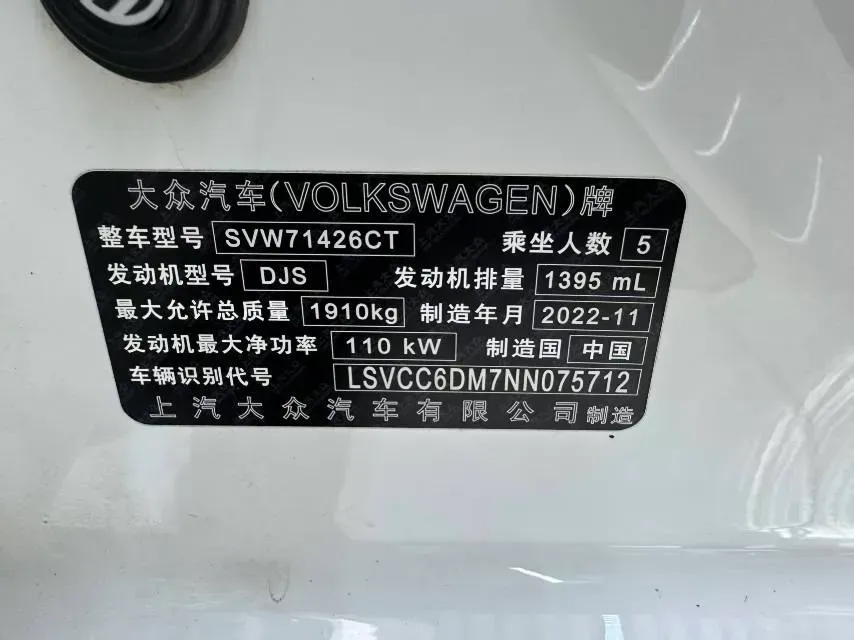 大众汽车(VOLKSWAGEN)牌
整车型号 SVW71426CT 乘坐人数 5
发动机型号 DJS 发动机排量 1395 mL
最大允许总质量 1910kg 制造年月 2022-11
发动机最大净功率 110 kW 制造国 中国
车辆识别代号 LSVCC6DM7NN075712
上汽大众汽车有限公司制造